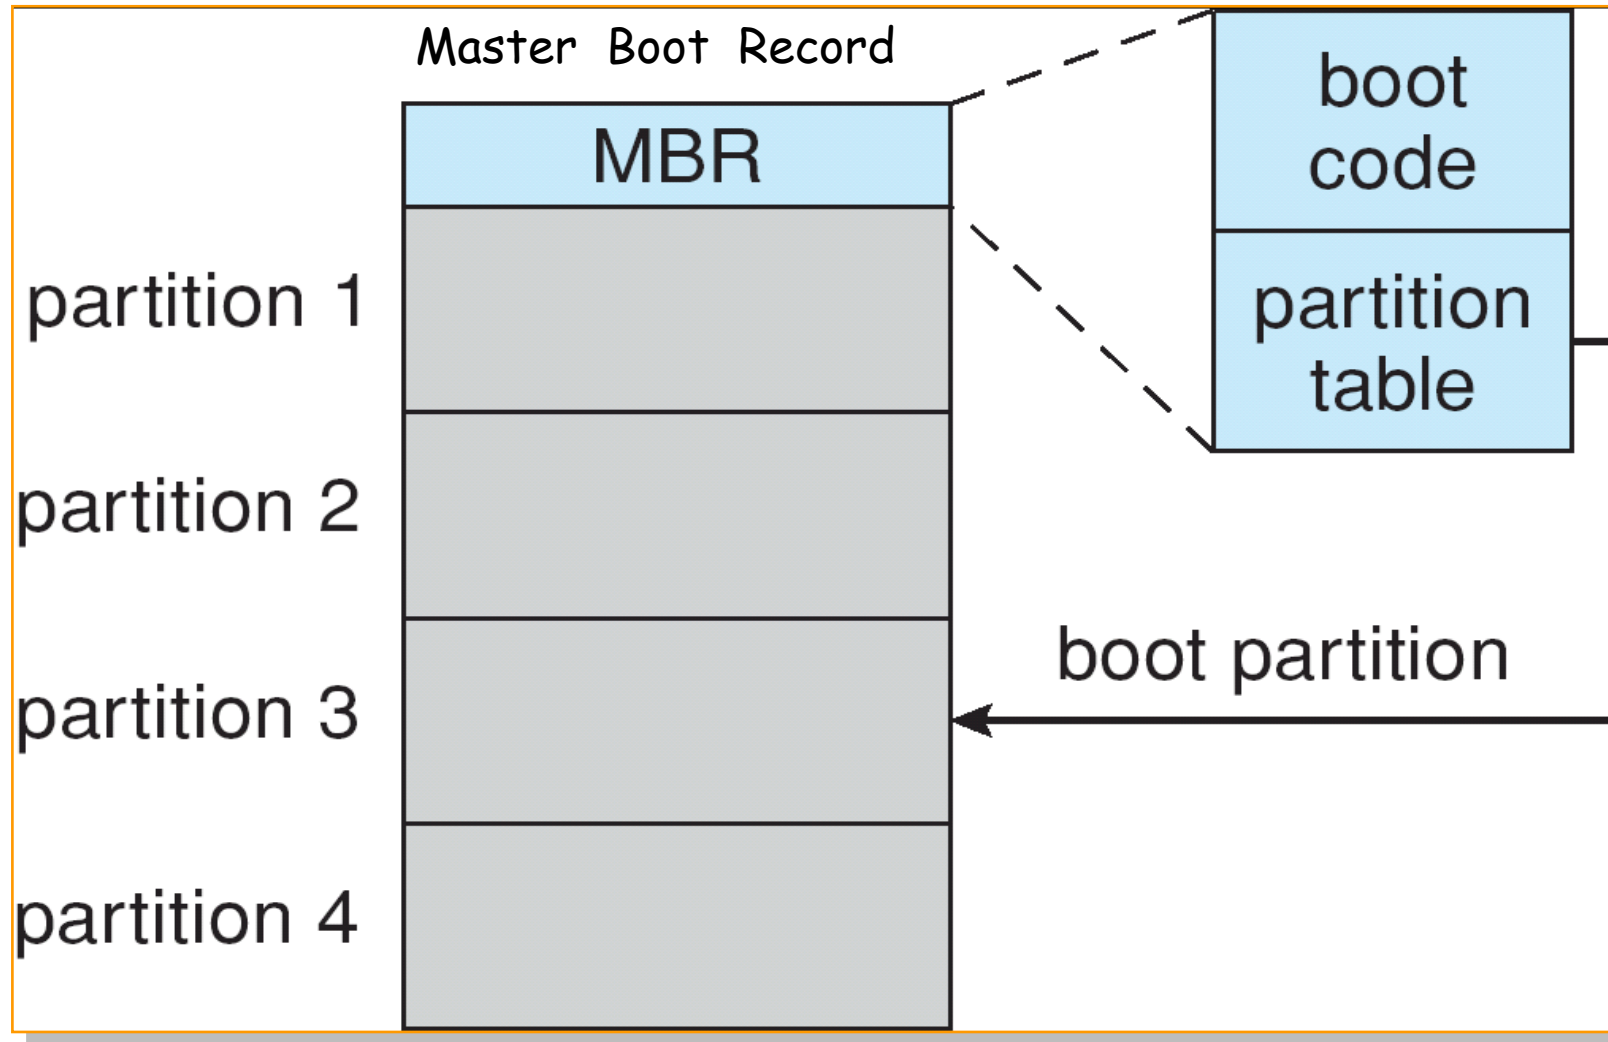 Master Boot Record
MBR
boot
code
partition
table
partition 1
partition 2
partition 3
partition 4
boot partition